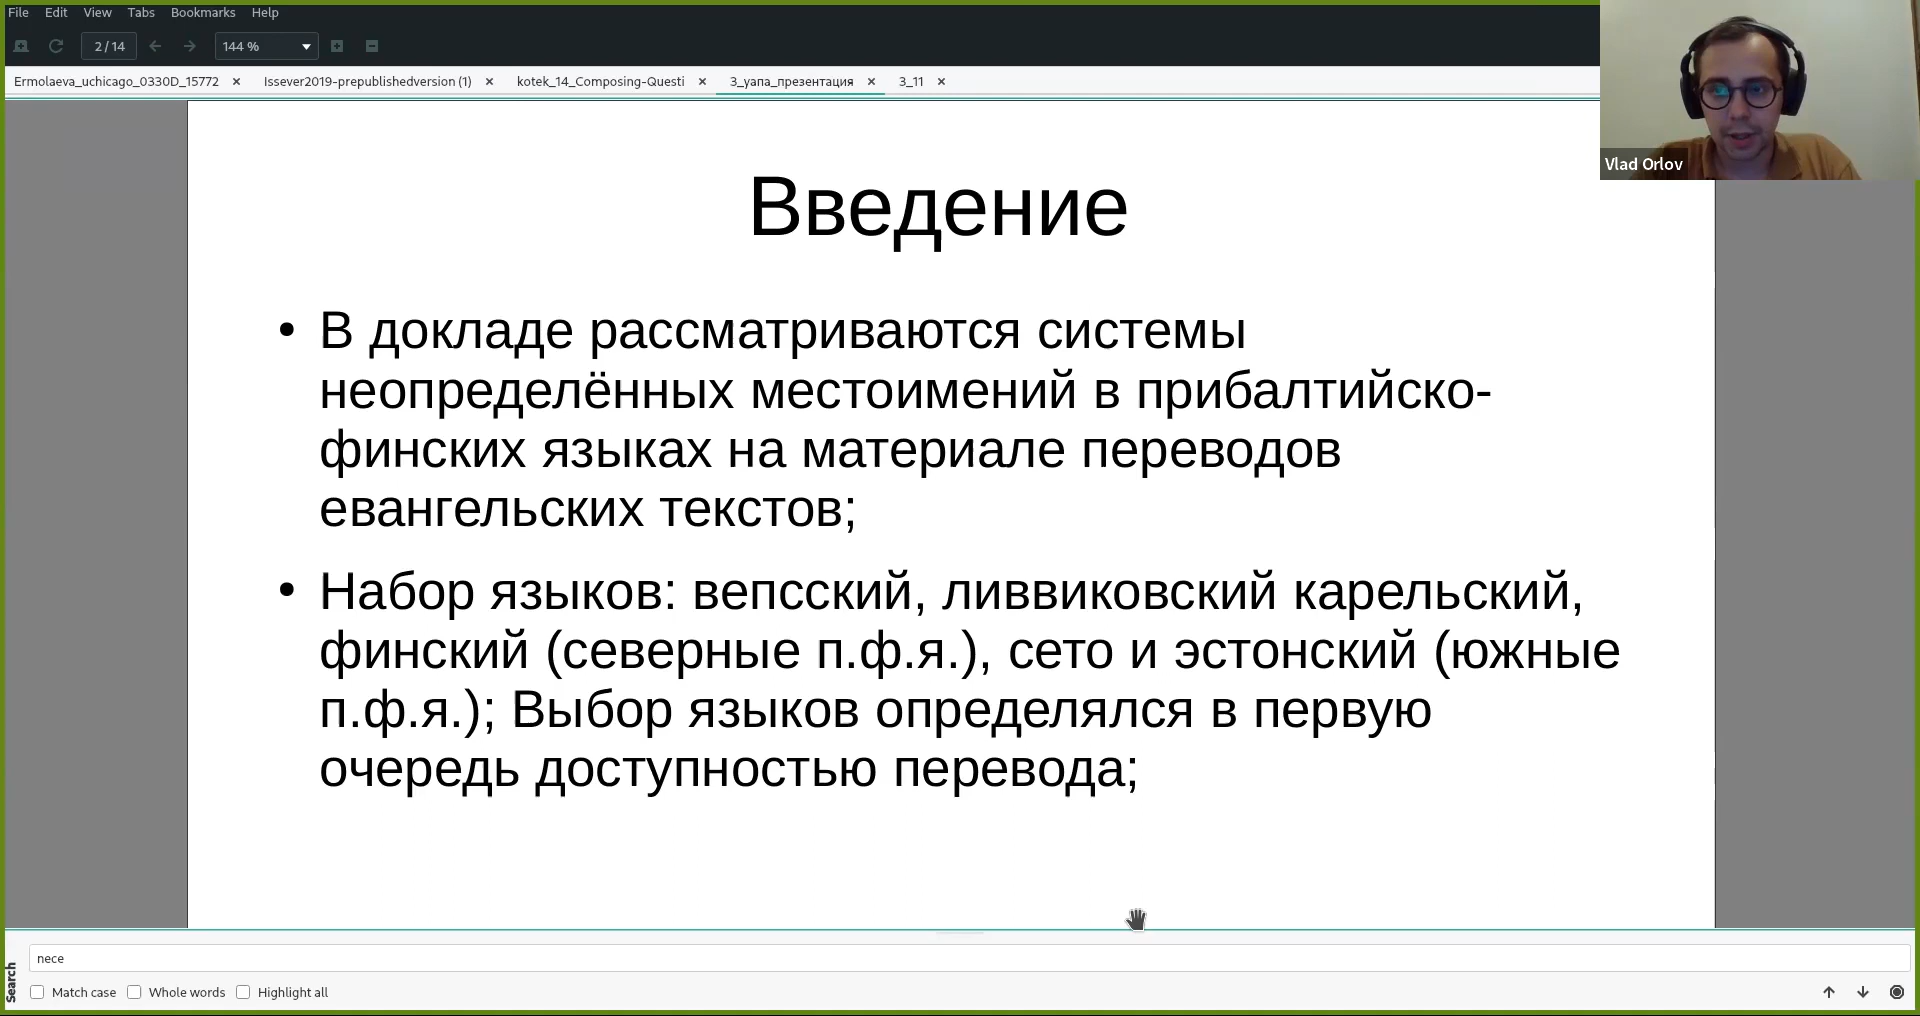 File Edit View Tabs Bookmarks Help
2 / 14 144 %
Ermolaeva_uchicago_0330D_15772 Issever2019-prepublishedversion (1) kotek_14_Composing-Questi 3_уапа_презентация 3_11
Vlad Orlov
Введение
• В докладе рассматриваются системы
неопределённых местоимений в прибалтийско-
финских языках на материале переводов
евангельских текстов;
• Набор языков: вепсский, ливвиковский карельский,
финский (северные п.ф.я.), сето и эстонский (южные
п.ф.я.); Выбор языков определялся в первую
очередь доступностью перевода;
Search
nece
Match case Whole words Highlight all